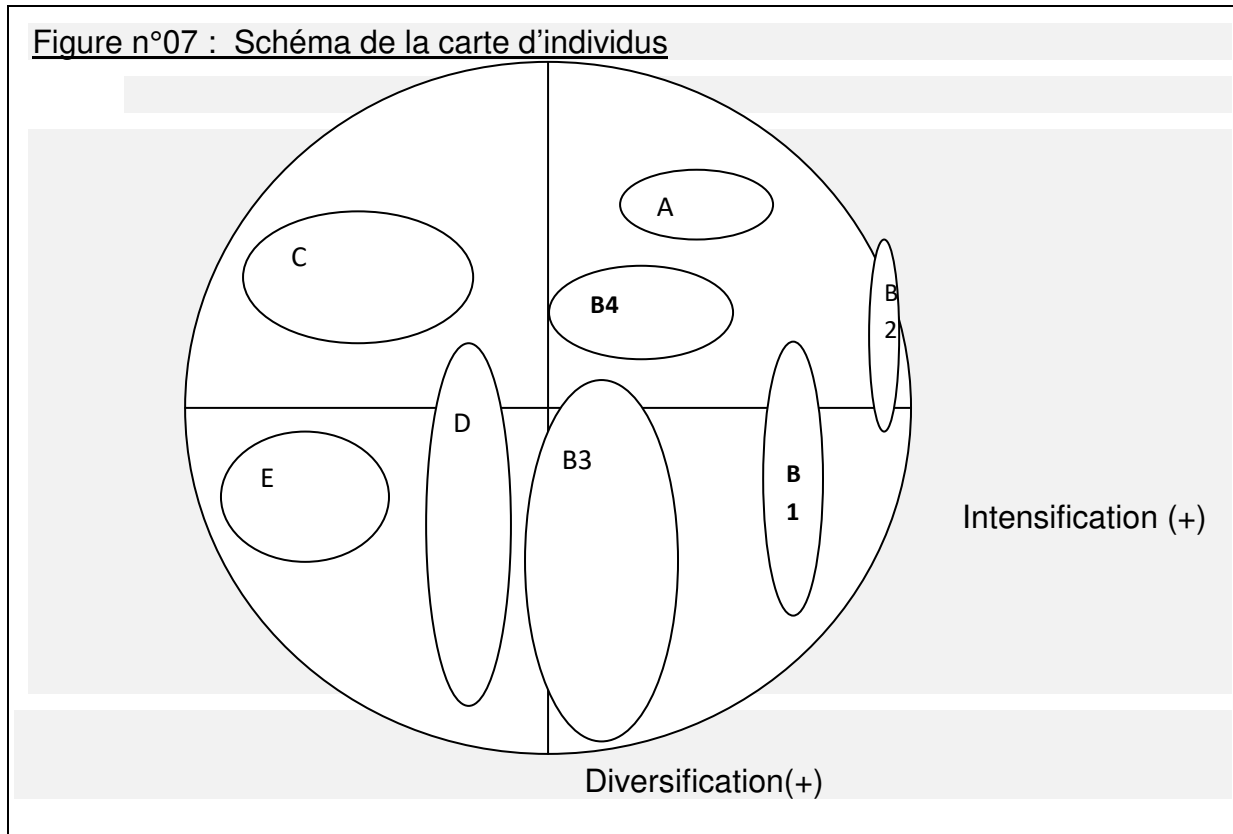 Figure n°07 : Schéma de la carte d'individus
A
C
B4
B
2
D
B3
E
B
1
Intensification (+)
Diversification(+)